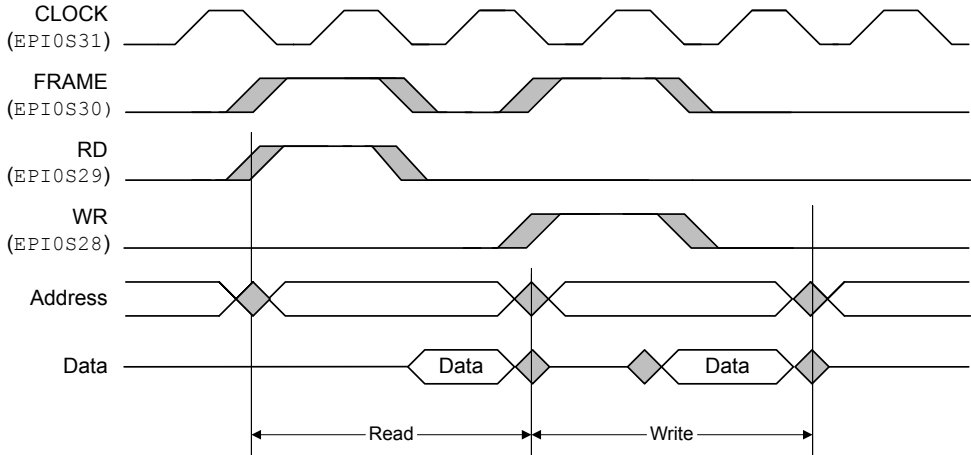 CLOCK
(EPI0S31)
FRAME
(EPI0S30)
RD
(EPI0S29)
WR
(EPI0S28)
Address
Data Data Data
Read Write